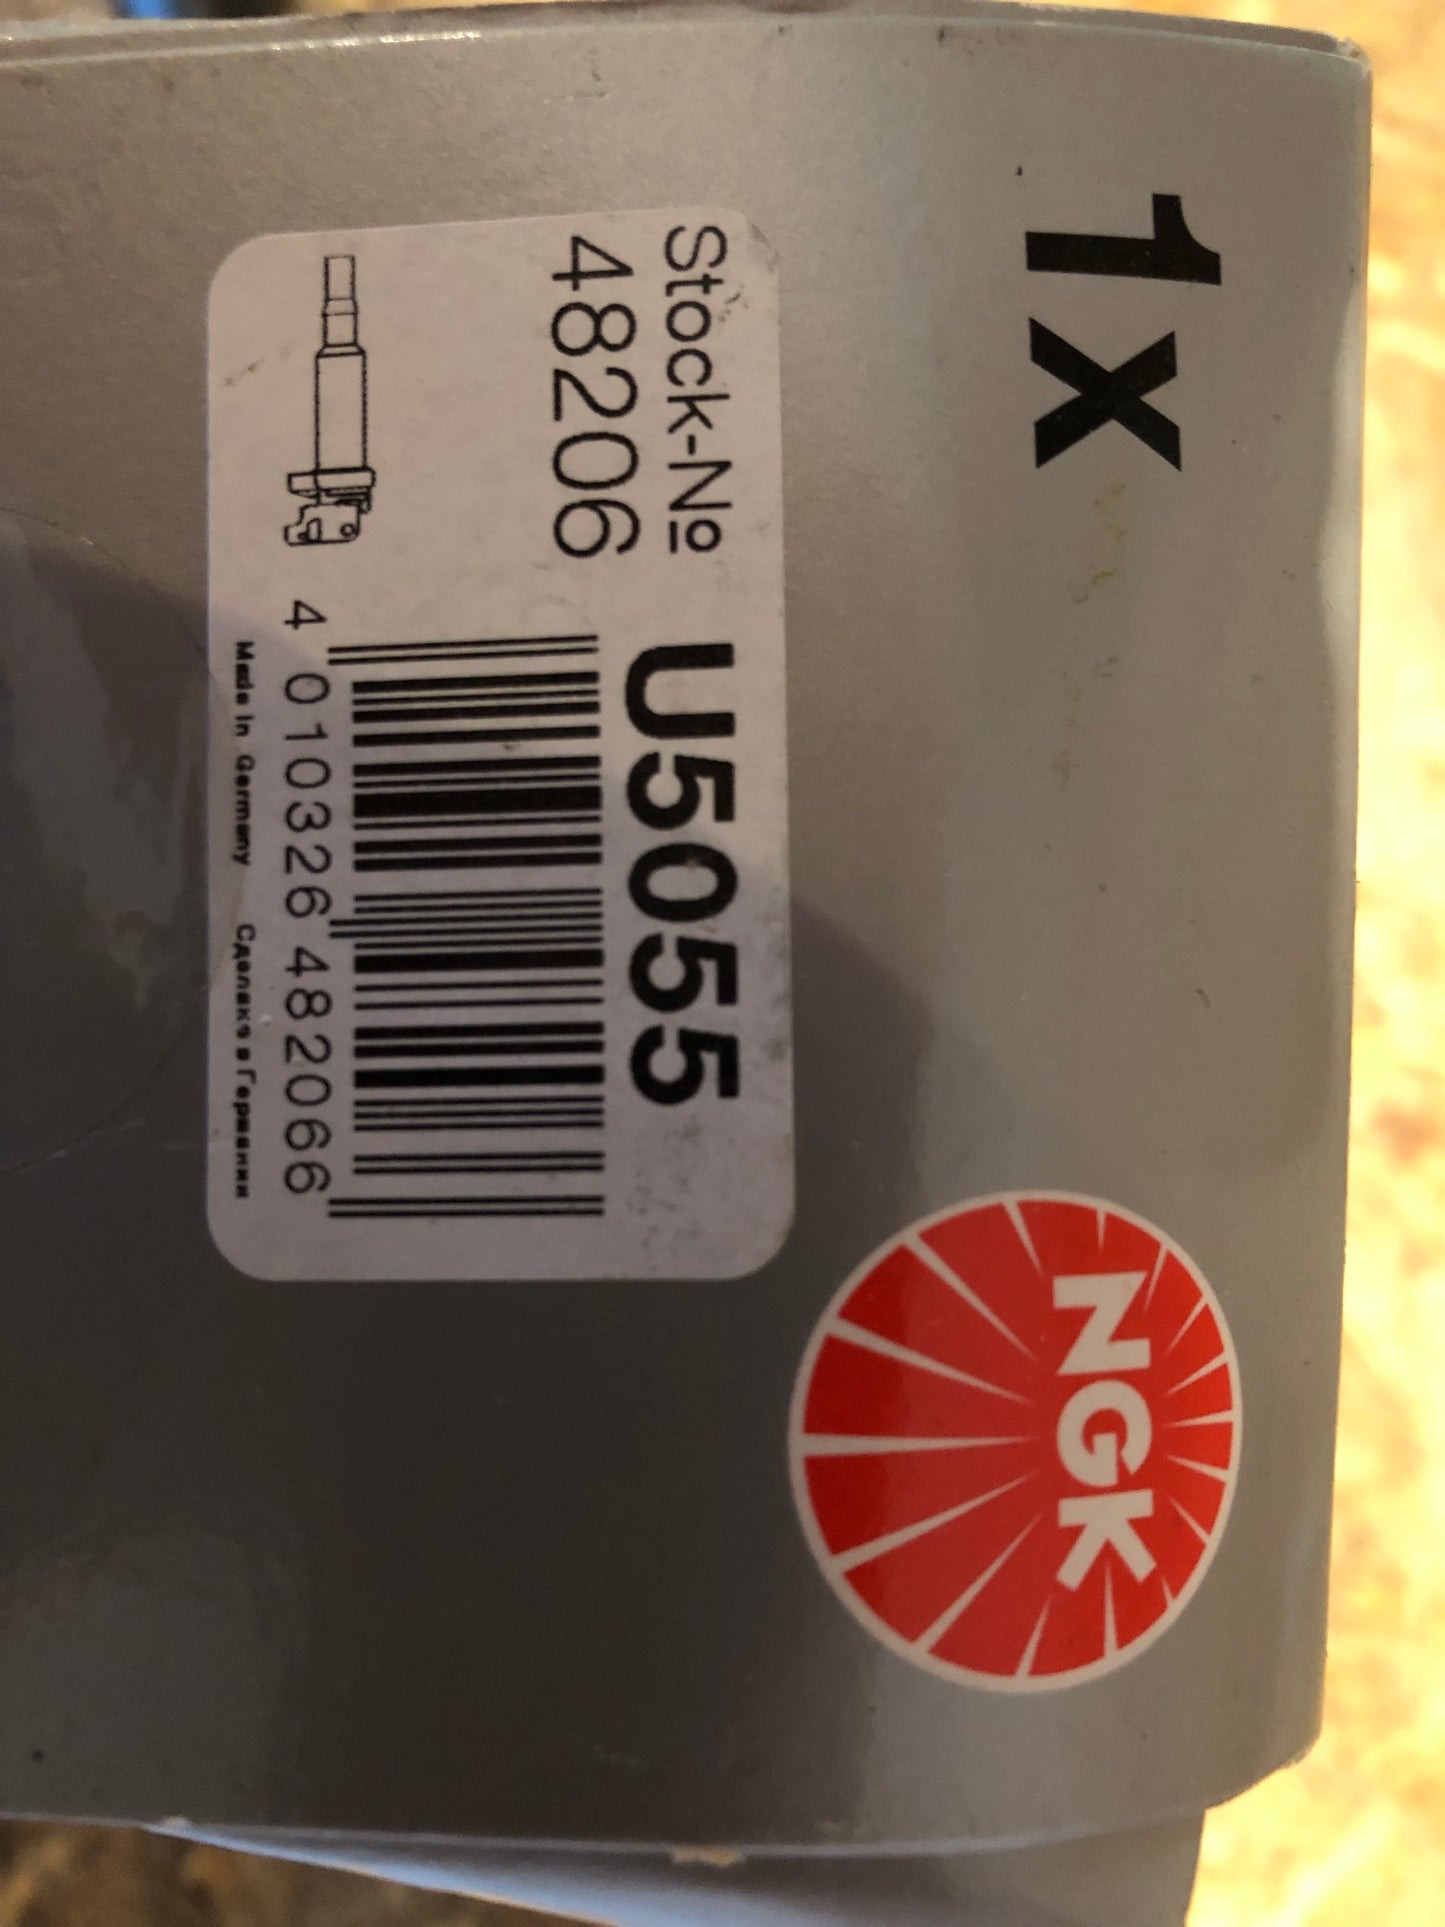 1x
Stock-№
48206
U5055
4 010326 482066
Made in Germany Сделано в Германии
NGK